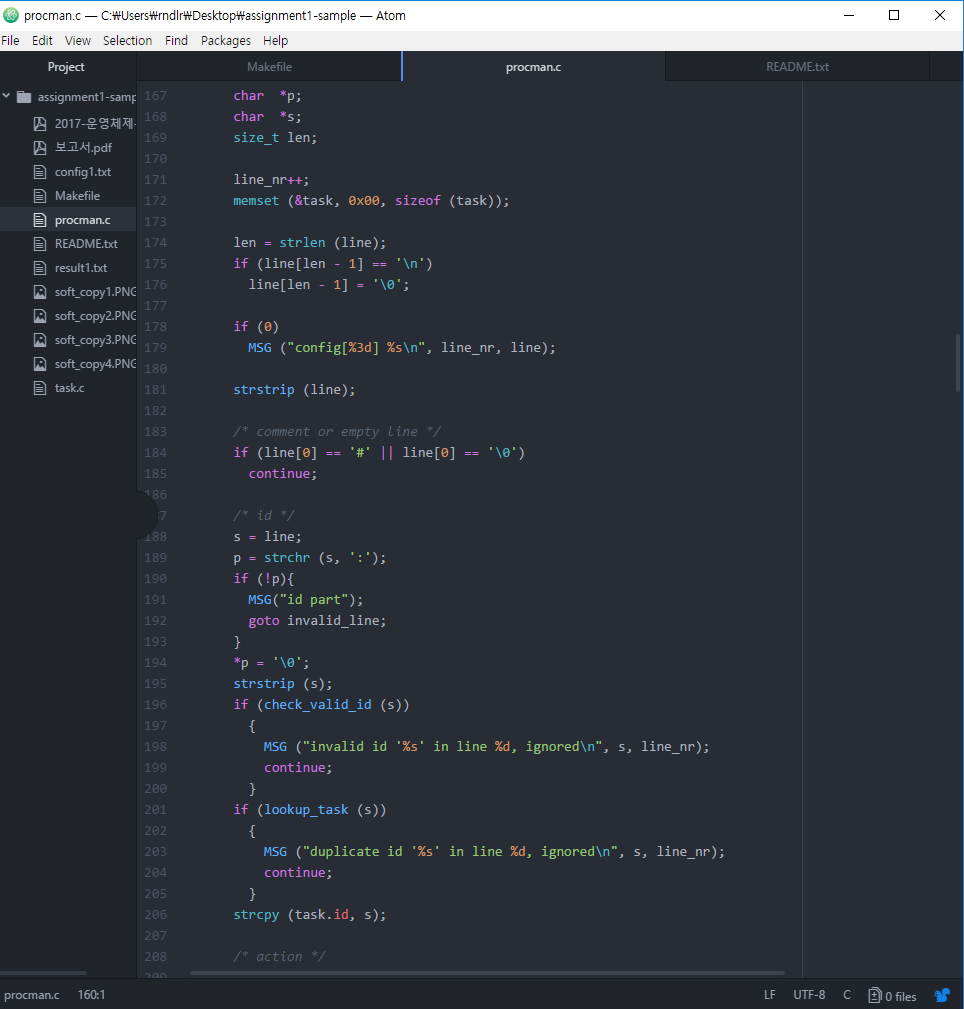 procman.c — C:₩Users₩rndlr₩Desktop₩assignment1-sample — Atom
File Edit View Selection Find Packages Help
Project
Makefile
procman.c
README.txt
assignment1-samp
2017-운영체제-
보고서.pdf
config1.txt
Makefile
procman.c
README.txt
result1.txt
soft_copy1.PNG
soft_copy2.PNG
soft_copy3.PNG
soft_copy4.PNG
task.c
167 char  *p;
168 char  *s;
169 size_t len;
170
171 line_nr++;
172 memset (&task, 0x00, sizeof (task));
173
174 len = strlen (line);
175 if (line[len - 1] == '\n')
176   line[len - 1] = '\0';
177
178 if (0)
179   MSG ("config[%3d] %s\n", line_nr, line);
180
181 strstrip (line);
182
183 /* comment or empty line */
184 if (line[0] == '#' || line[0] == '\0')
185   continue;
186
7 /* id */
188 s = line;
189 p = strchr (s, ':');
190 if (!p){
191   MSG("id part");
192   goto invalid_line;
193 }
194 *p = '\0';
195 strstrip (s);
196 if (check_valid_id (s))
197   {
198     MSG ("invalid id '%s' in line %d, ignored\n", s, line_nr);
199     continue;
200   }
201 if (lookup_task (s))
202   {
203     MSG ("duplicate id '%s' in line %d, ignored\n", s, line_nr);
204     continue;
205   }
206 strcpy (task.id, s);
207
208 /* action */
209
procman.c 160:1
LF UTF-8 C 0 files